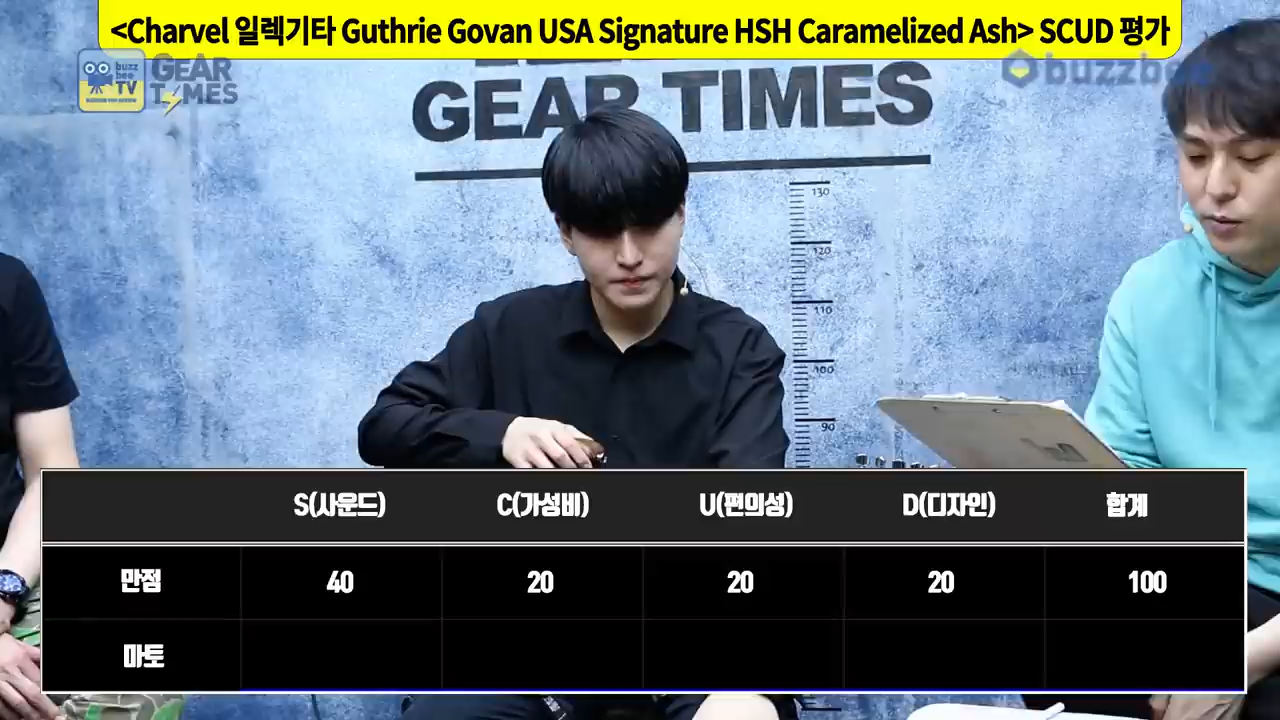 <Charvel 일렉기타 Guthrie Govan USA Signature HSH Caramelized Ash> SCUD 평가
buzz
bee
TV
GEAR
TIMES
buzzbee
GEAR TIMES
130
120
110
100
90
S(사운드) C(가성비) U(편의성) D(디자인) 합계
만점 40 20 20 20 100
마토